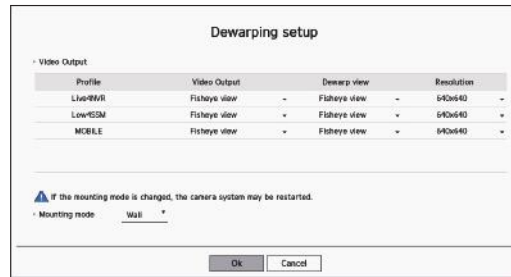 Dewarping setup
Video Output
Profile Video Output Dewarp view Resolution
Live4NVR Fisheye view Fisheye view 640x640
Low4SSM Fisheye view Fisheye view 640x640
MOBILE Fisheye view Fisheye view 640x640
If the mounting mode is changed, the camera system may be restarted.
Mounting mode Wall
Ok Cancel